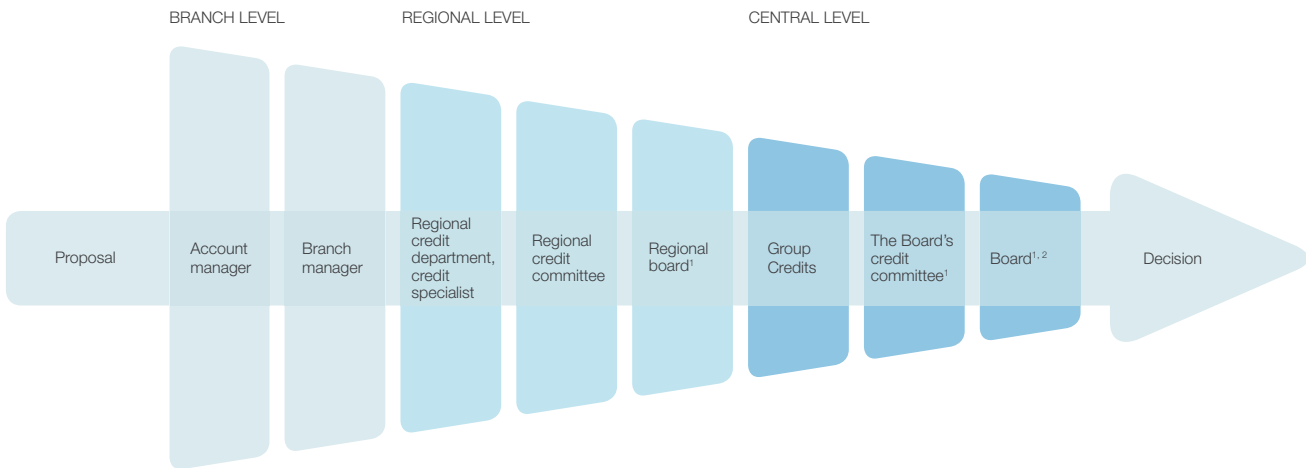 BRANCH LEVEL
REGIONAL LEVEL
CENTRAL LEVEL
Proposal
Account
manager
Branch
manager
Regional
credit
department,
credit
specialist
Regional
credit
committee
Regional
board¹
Group
Credits
The Board's
credit
committee¹
Board¹, ²
Decision